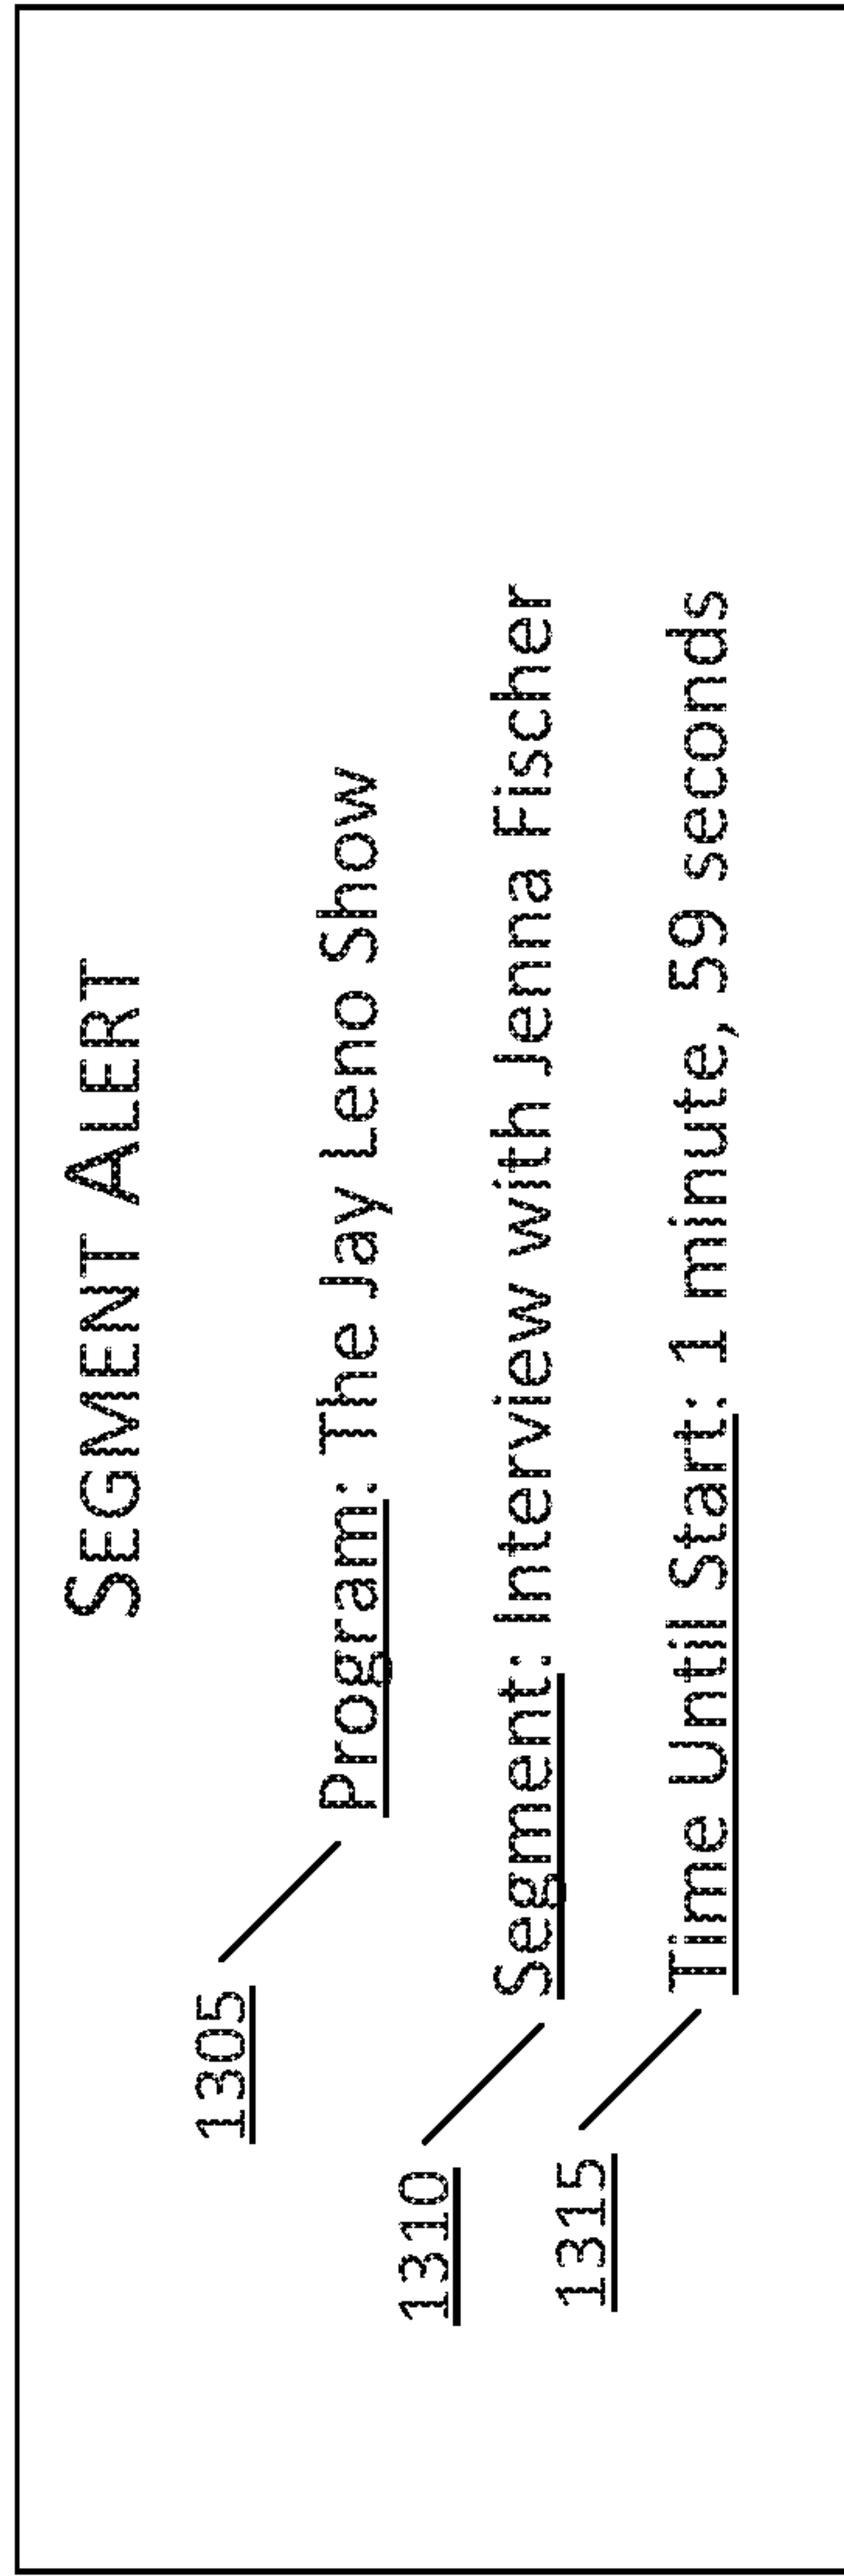 SEGMENT ALERT
1305
Program: The Jay Leno Show
1310
Segment: Interview with Jenna Fischer
1315
Time Until Start: 1 minute, 59 seconds